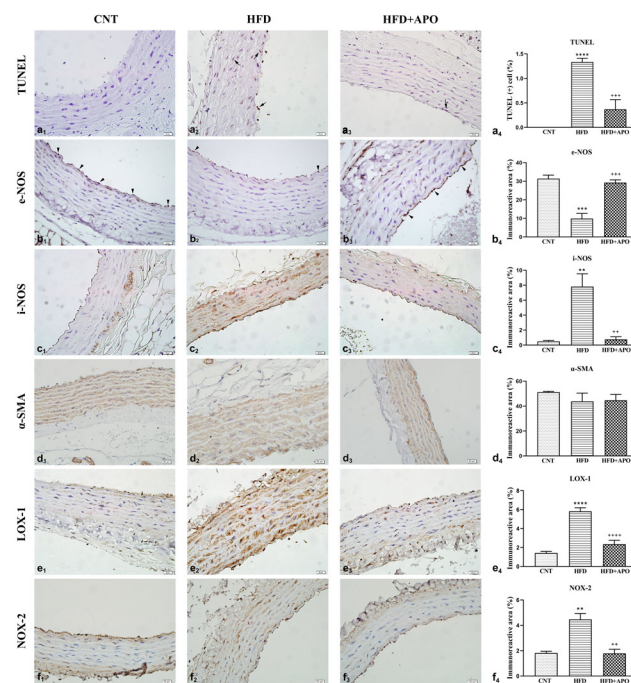 CNT HFD HFD+APO
TUNEL
a1 a2 a3
TUNEL
TUNEL (+) cell (%)
1.5
1.0
0.5
0.0
****
+++
CNT HFD HFD+APO
a4
e-NOS
b1 b2 b3
e-NOS
Immunoreactive area (%)
40
30
20
10
0
***
+++
CNT HFD HFD+APO
b4
i-NOS
c1 c2 c3
i-NOS
Immunoreactive area (%)
10
8
6
4
2
0
**
++
CNT HFD HFD+APO
c4
α-SMA
d3 d2 d3
α-SMA
Immunoreactive area (%)
80
60
40
20
0
CNT HFD HFD+APO
d4
LOX-1
e1 e2 e3
LOX-1
Immunoreactive area (%)
8
6
4
2
0
****
++++
CNT HFD HFD+APO
e4
NOX-2
f1 f2 f3
NOX-2
Immunoreactive area (%)
6
4
2
0
**
++
CNT HFD HFD+APO
f4